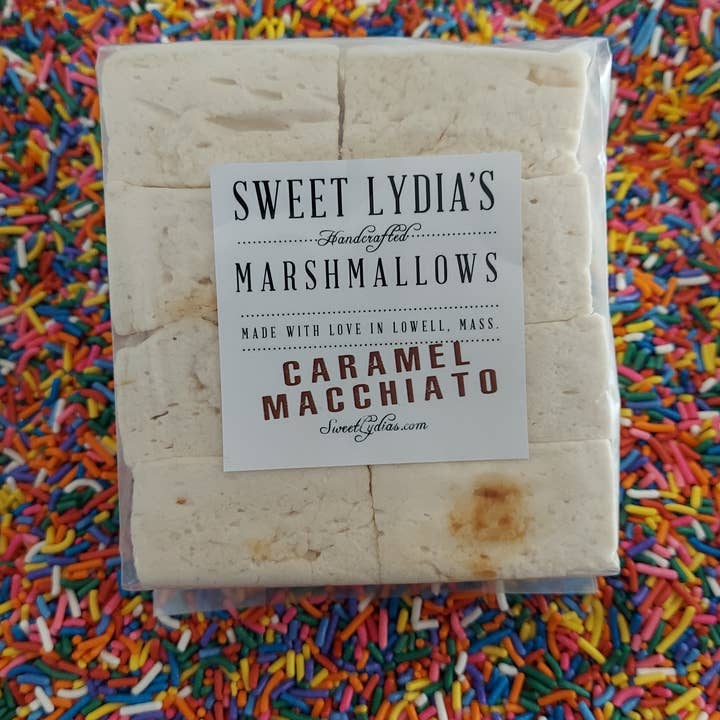 SWEET LYDIA'S
Handcrafted
MARSHMALLOWS
MADE WITH LOVE IN LOWELL, MASS.
CARAMEL
MACCHIATO
SweetLydias.com